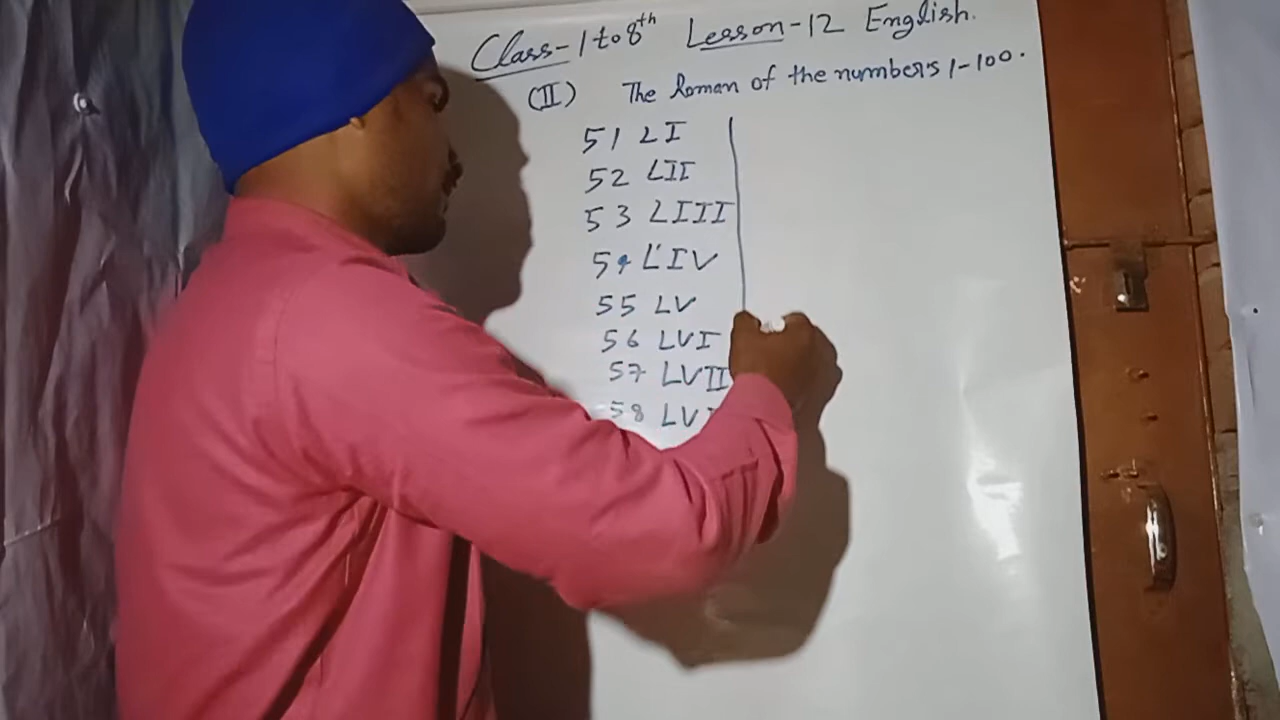 Class-1 to 8th Lesson-12 English.
(II) The Roman of the numbers 1-100.
51 LI
52 LII
53 LIII
54 LIV
55 LV
56 LVI
57 LVII
58 LV